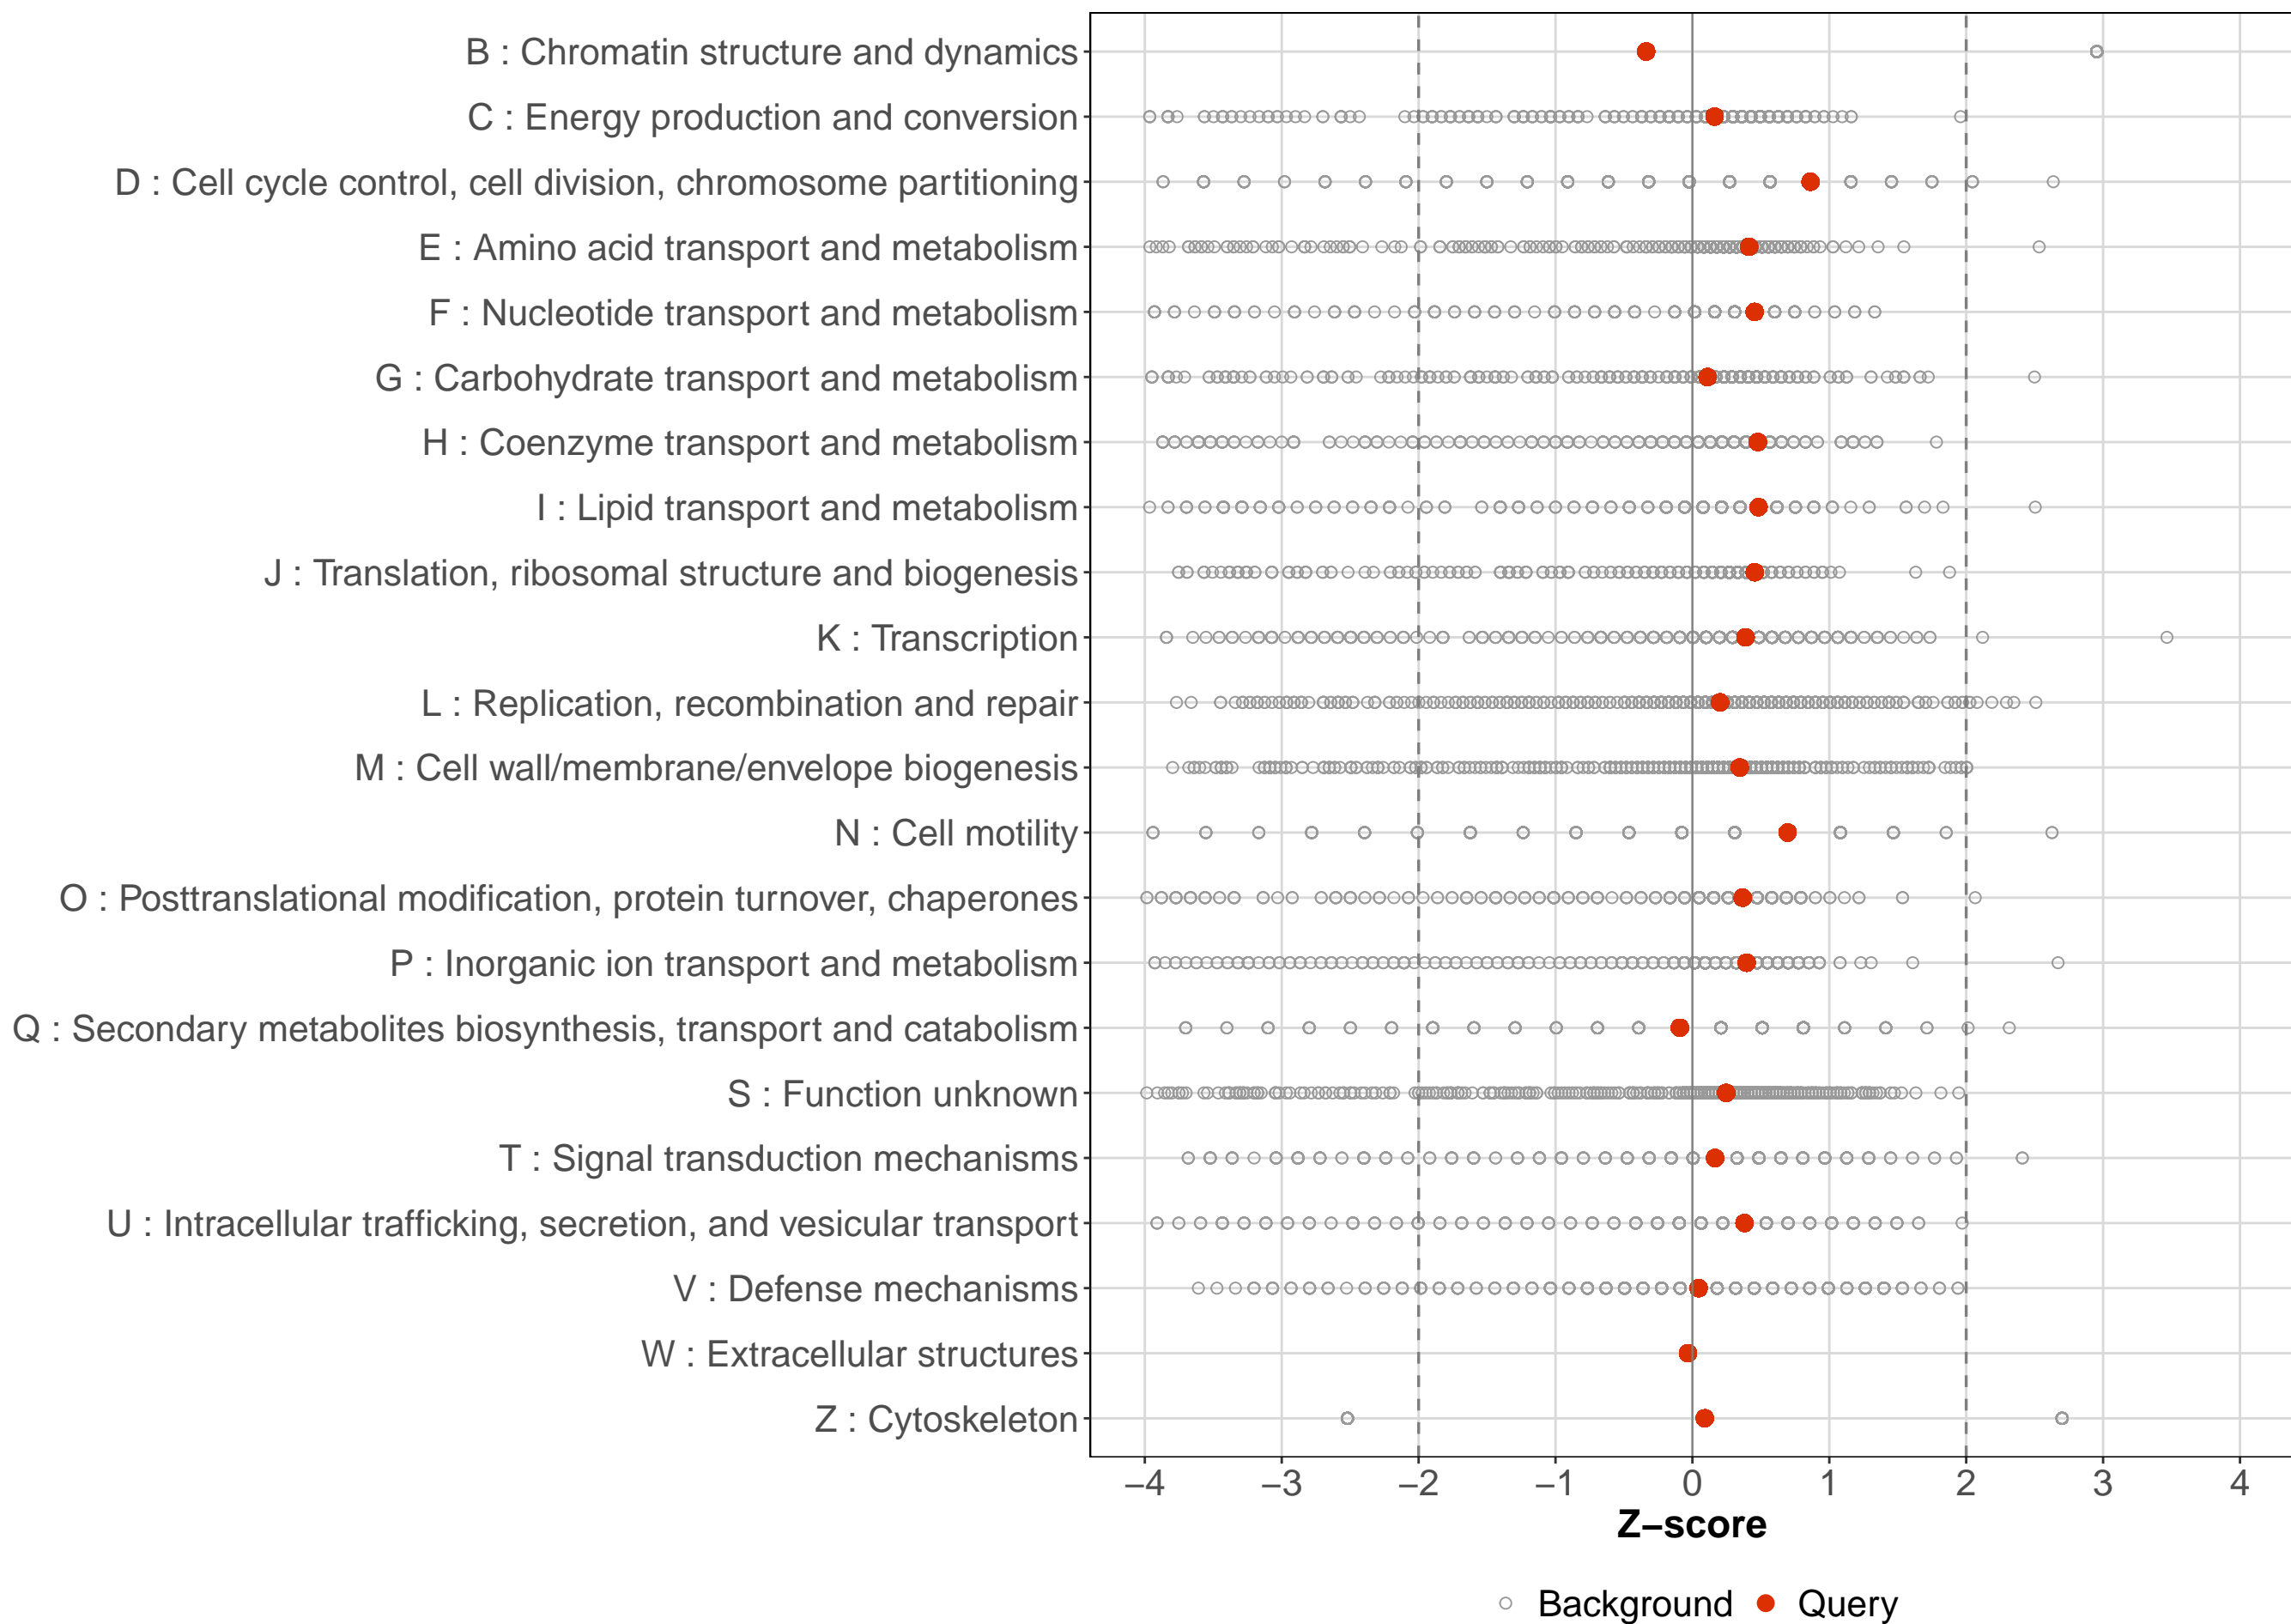 B : Chromatin structure and dynamics
C : Energy production and conversion
D : Cell cycle control, cell division, chromosome partitioning
E : Amino acid transport and metabolism
F : Nucleotide transport and metabolism
G : Carbohydrate transport and metabolism
H : Coenzyme transport and metabolism
I : Lipid transport and metabolism
J : Translation, ribosomal structure and biogenesis
K : Transcription
L : Replication, recombination and repair
M : Cell wall/membrane/envelope biogenesis
N : Cell motility
O : Posttranslational modification, protein turnover, chaperones
P : Inorganic ion transport and metabolism
Q : Secondary metabolites biosynthesis, transport and catabolism
S : Function unknown
T : Signal transduction mechanisms
U : Intracellular trafficking, secretion, and vesicular transport
V : Defense mechanisms
W : Extracellular structures
Z : Cytoskeleton
−4 −3 −2 −1 0 1 2 3 4
Z−score
Background Query